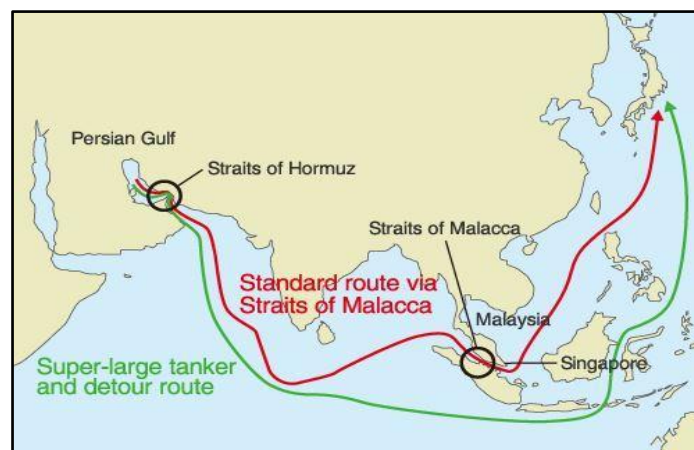 Persian Gulf
Straits of Hormuz
Straits of Malacca
Standard route via
Straits of Malacca
Malaysia
Singapore
Super-large tanker
and detour route